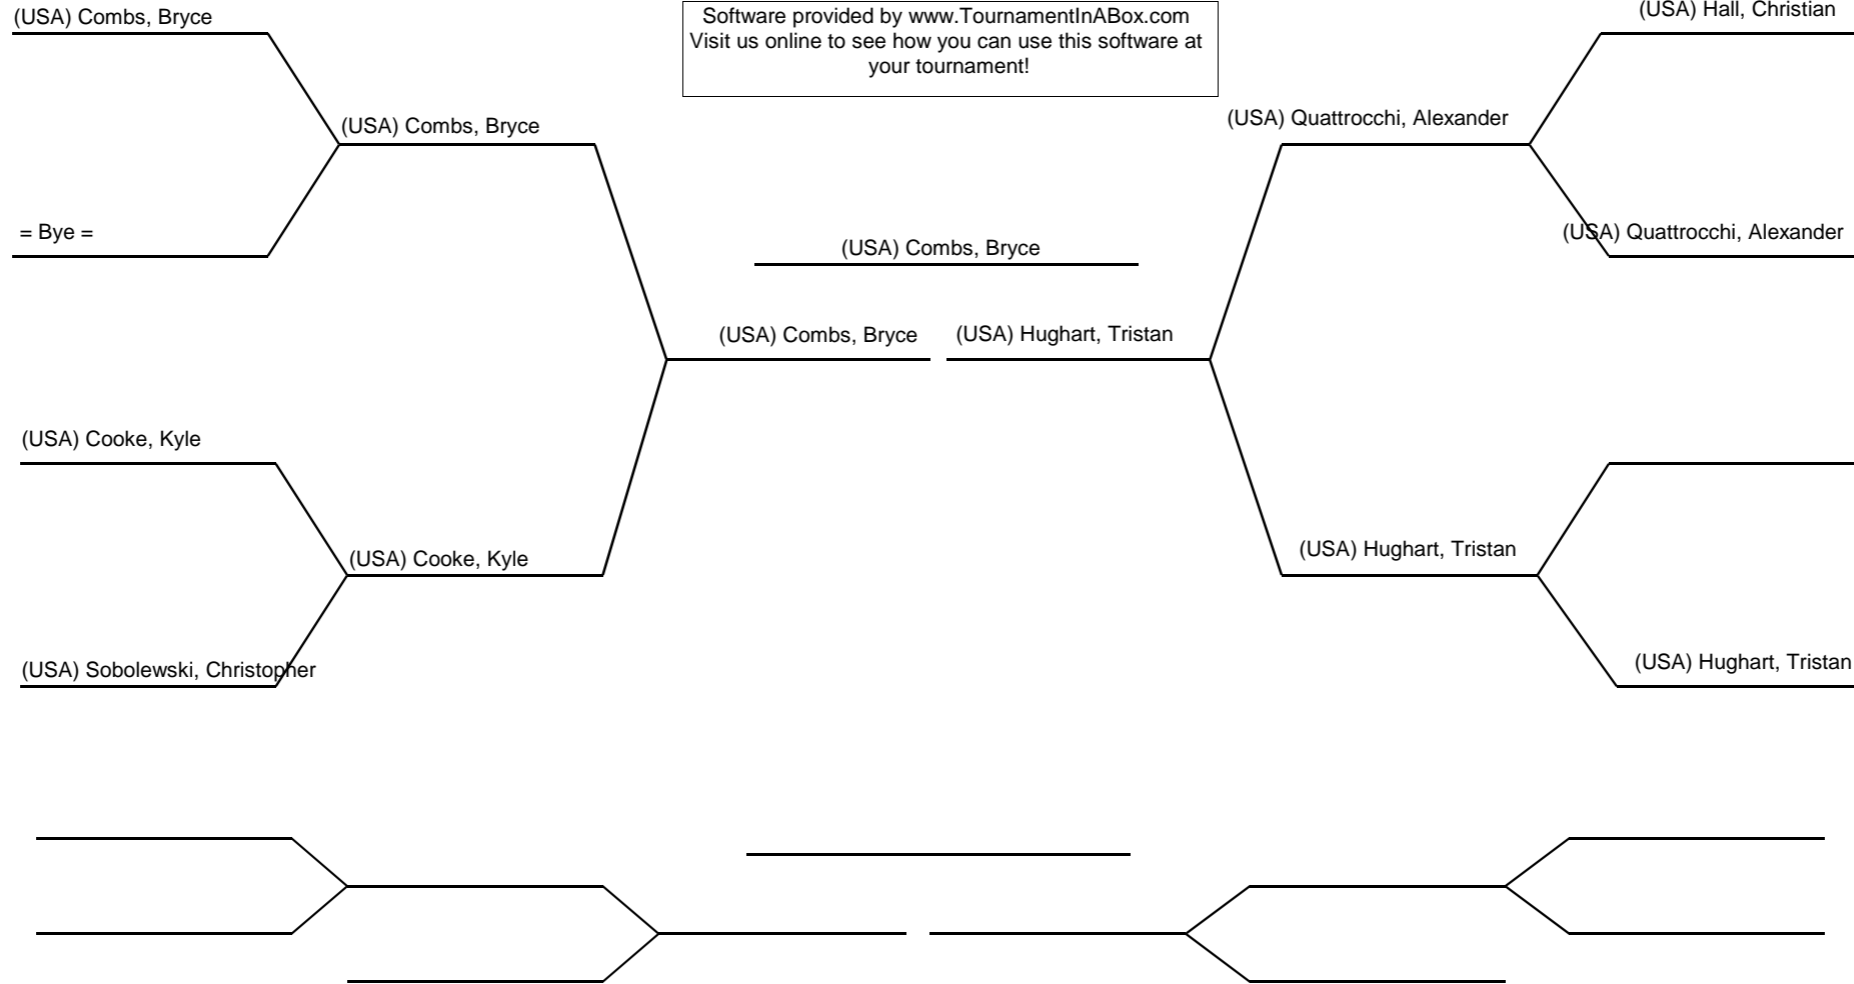 (USA) Combs, Bryce
Software provided by www.TournamentInABox.com
Visit us online to see how you can use this software at
your tournament!
(USA) Hall, Christian
(USA) Combs, Bryce
(USA) Quattrocchi, Alexander
= Bye =
(USA) Combs, Bryce
(USA) Quattrocchi, Alexander
(USA) Combs, Bryce
(USA) Hughart, Tristan
(USA) Cooke, Kyle
(USA) Cooke, Kyle
(USA) Hughart, Tristan
(USA) Sobolewski, Christopher
(USA) Hughart, Tristan